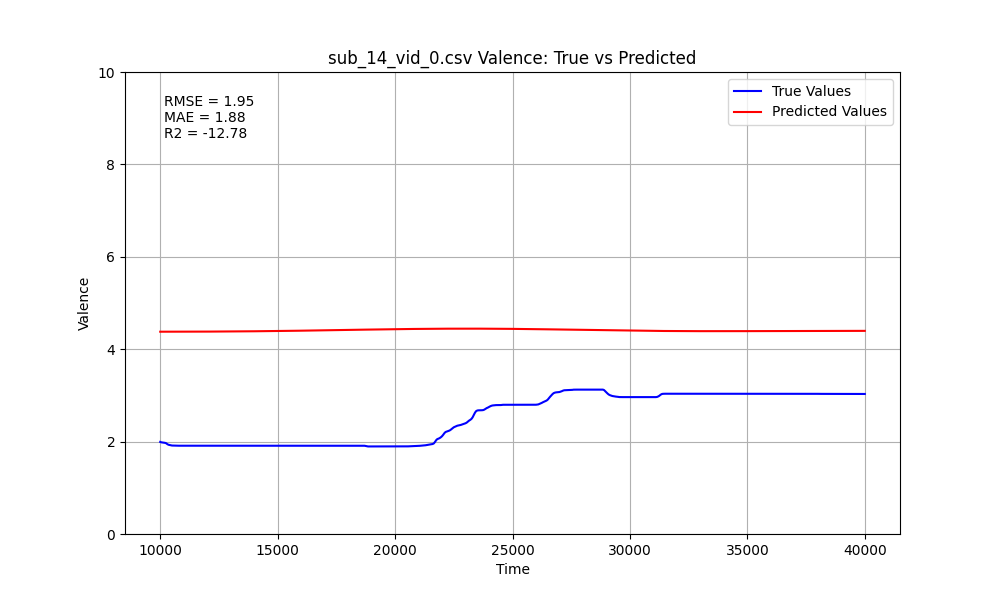 sub_14_vid_0.csv Valence: True vs Predicted
10
RMSE = 1.95
MAE = 1.88
R2 = -12.78
True Values
Predicted Values
8
6
Valence
4
2
0
10000 15000 20000 25000 30000 35000 40000
Time